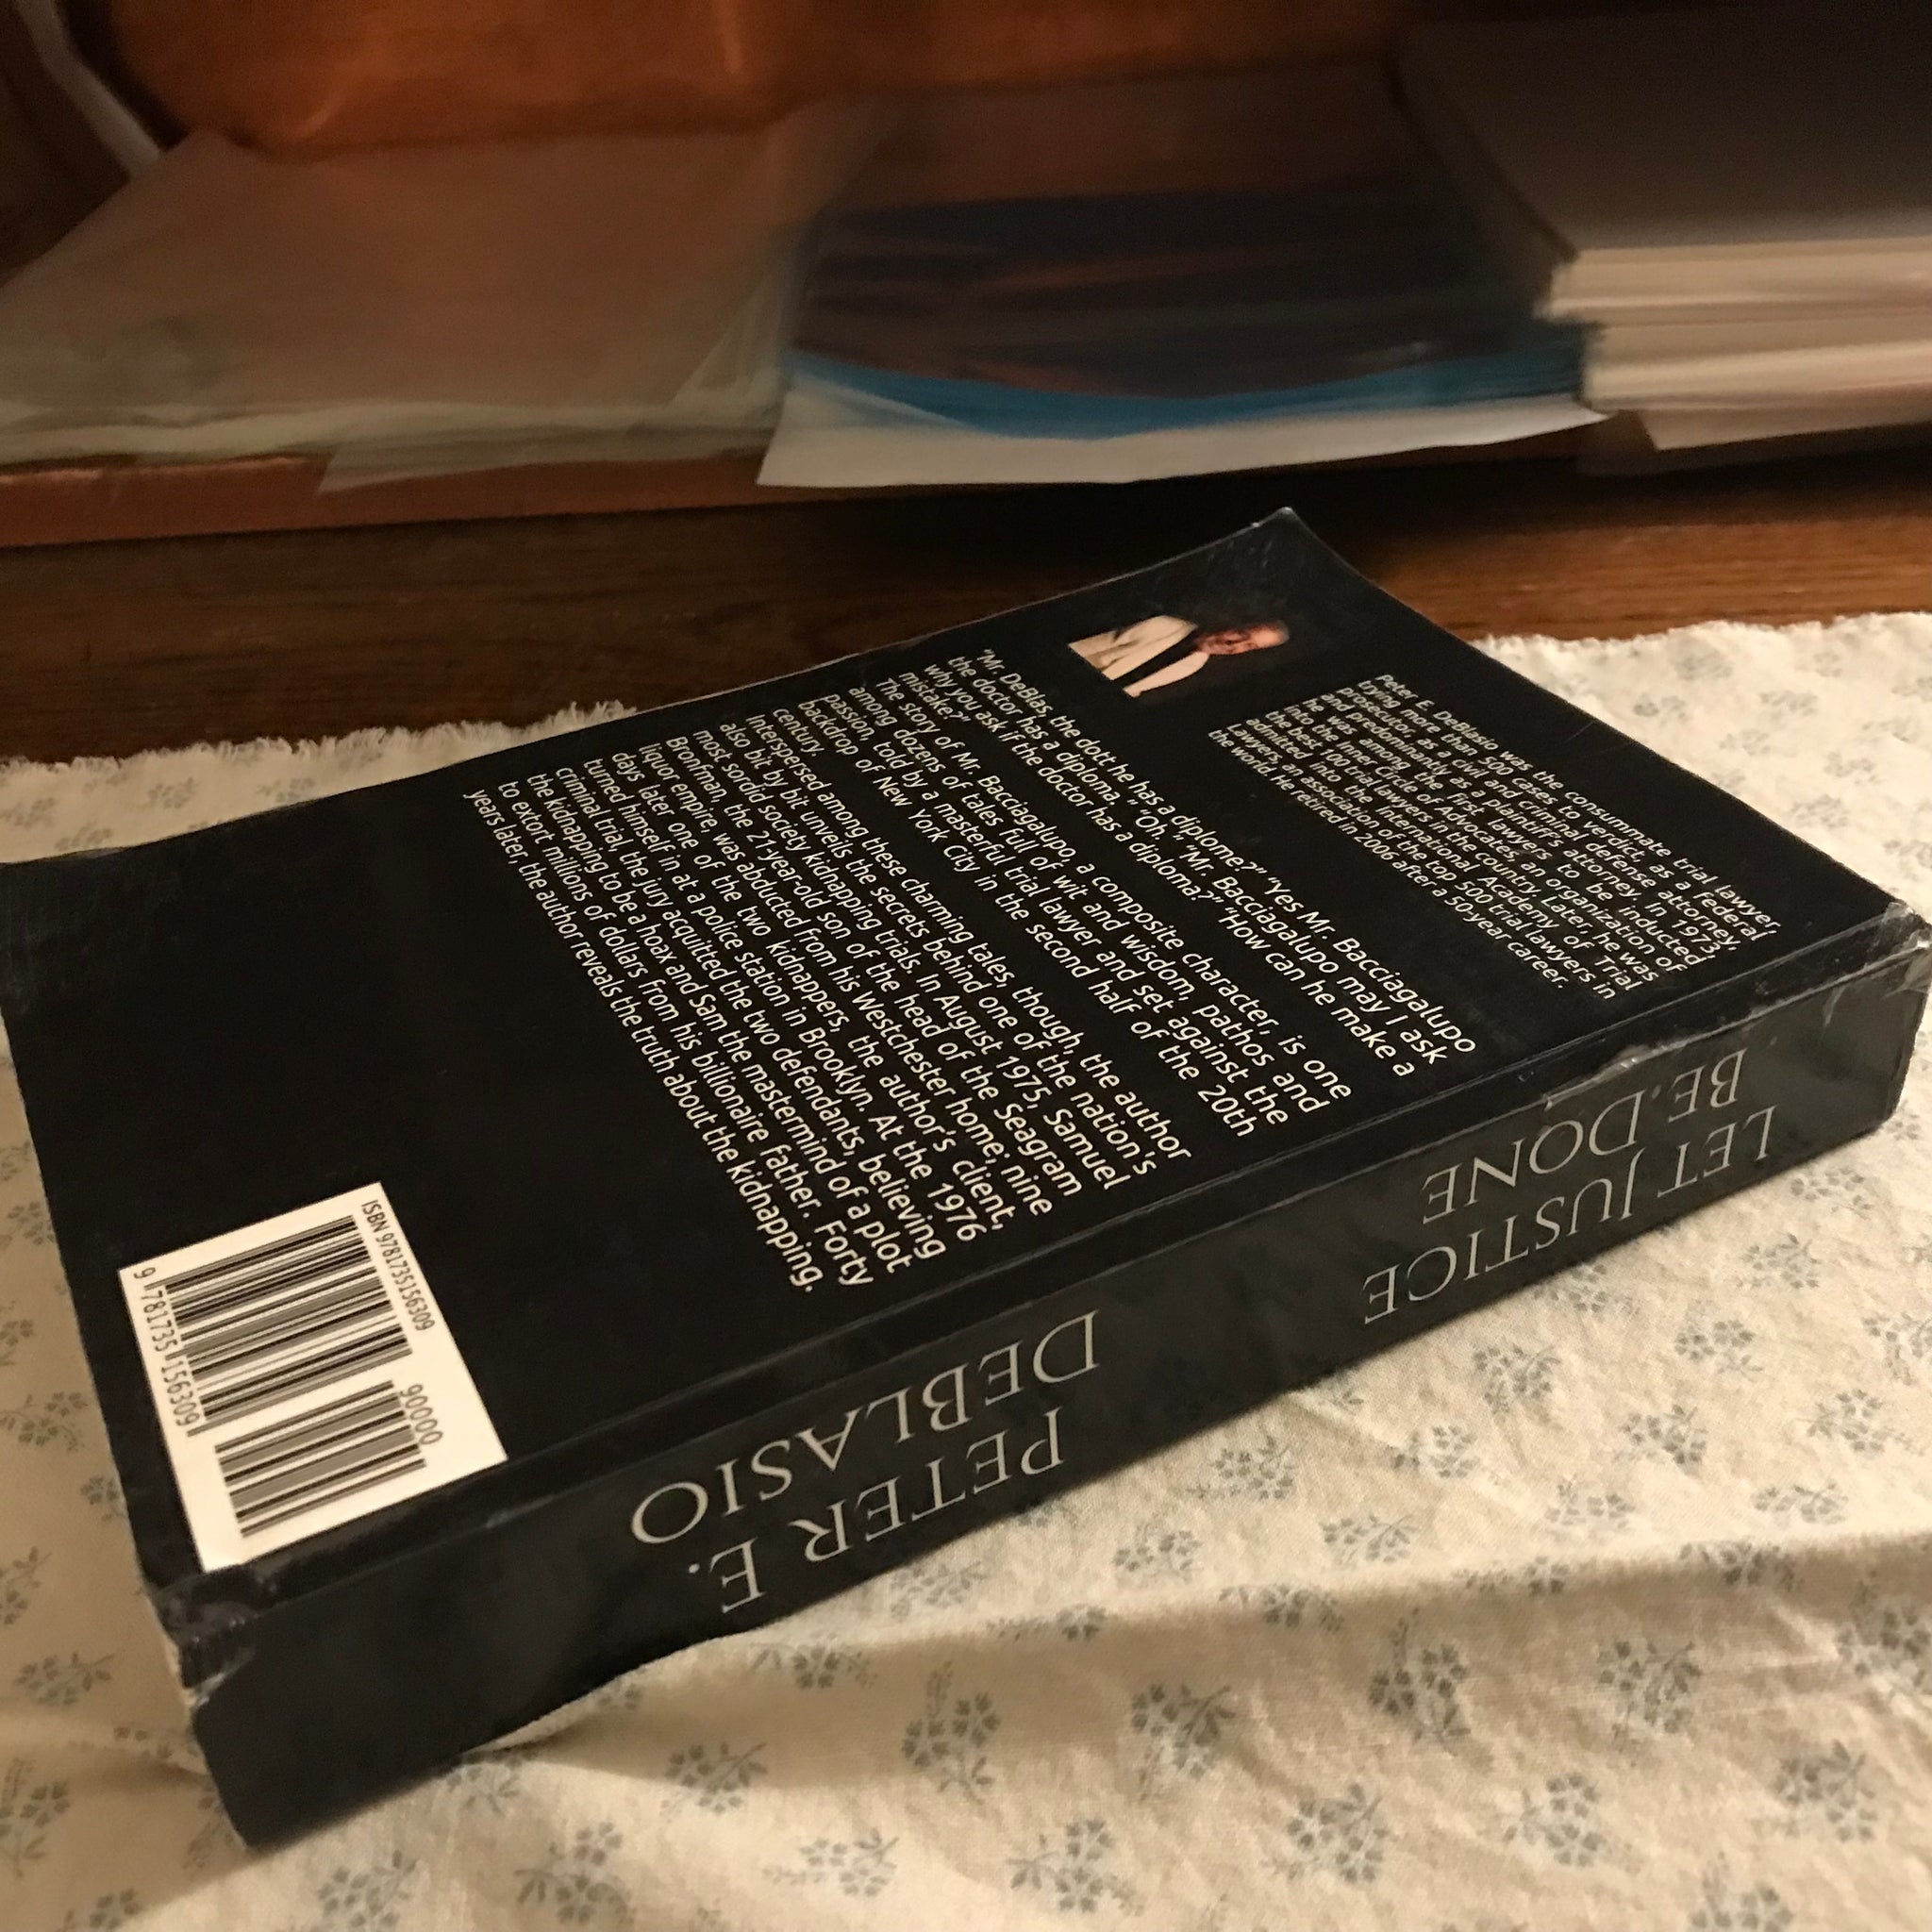 Peter E. DeBlasio was the consummate trial lawyer,
trying more than 500 cases to verdict, as a federal
prosecutor, as a civil and criminal defense attorney,
and predominantly as a plaintiff's attorney. In 1973,
he was among the first lawyers to be inducted
into the Inner Circle of Advocates, an organization of
the best 100 trial lawyers in the country. Later, he was
admitted into the International Academy of Trial
Lawyers, an association of the top 500 trial lawyers in
the world. He retired in 2006 after a 50-year career.
"Mr. DeBlas, the dott he has a diplome?" "Yes Mr. Bacciagalupo
the doctor has a diploma." "Oh," "Mr. Bacciagalupo may I ask
why you ask if the doctor has a diploma?" "How can he make a
mistake?"
The story of Mr. Bacciagalupo, a composite character, is one
among dozens of tales full of wit and wisdom, pathos and
passion, told by a masterful trial lawyer and set against the
backdrop of New York City in the second half of the 20th
century.
Interspersed among these charming tales, though, the author
also bit by bit unveils the secrets behind one of the nation's
most sordid society kidnapping trials. In August 1975, Samuel
Bronfman, the 21-year-old son of the head of the Seagram
liquor empire, was abducted from his Westchester home; nine
days later one of the two kidnappers, the author's client,
turned himself in at a police station in Brooklyn. At the 1976
criminal trial the jury acquitted the two defendants, believing
the kidnapping to be a hoax and Sam the mastermind of a plot
to extort millions of dollars from his billionaire father. Forty
years later, the author reveals the truth about the kidnapping.
ISBN 9781735156309
90000
9 781735 156309
LET JUSTICE
BE DONE
PETER E.
DEBLASIO